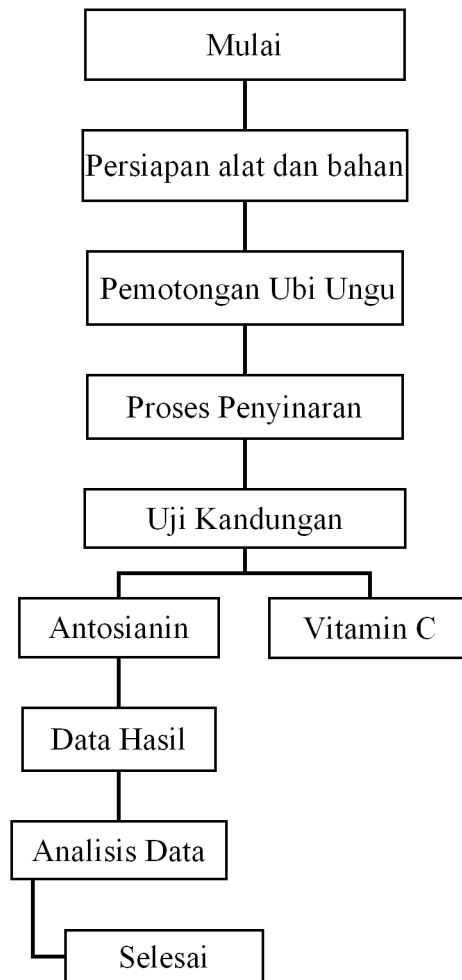 Mulai
Persiapan alat dan bahan
Pemotongan Ubi Ungu
Proses Penyinaran
Uji Kandungan
Antosianin
Vitamin C
Data Hasil
Analisis Data
Selesai